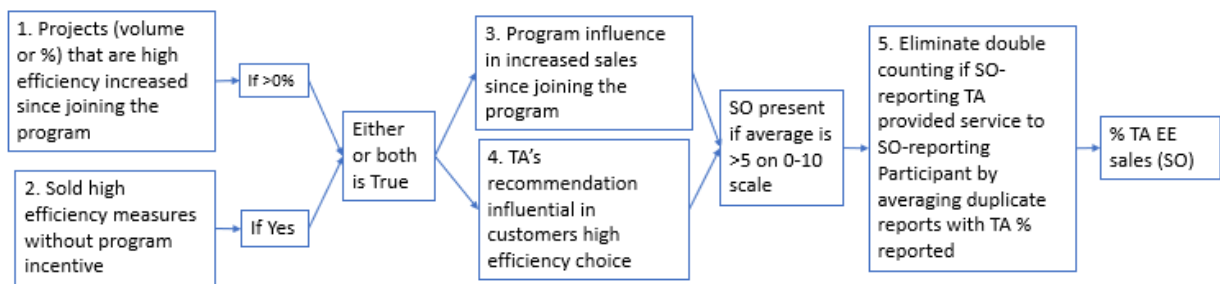 1. Projects (volume
or %) that are high
efficiency increased
since joining the
program
If >0%
2. Sold high
efficiency measures
without program
incentive
If Yes
Either
or both
is True
3. Program influence
in increased sales
since joining the
program
4. TA's
recommendation
influential in
customers high
efficiency choice
SO present
if average is
>5 on 0-10
scale
5. Eliminate double
counting if SO-
reporting TA
provided service to
SO-reporting
Participant by
averaging duplicate
reports with TA %
reported
% TA EE
sales (SO)